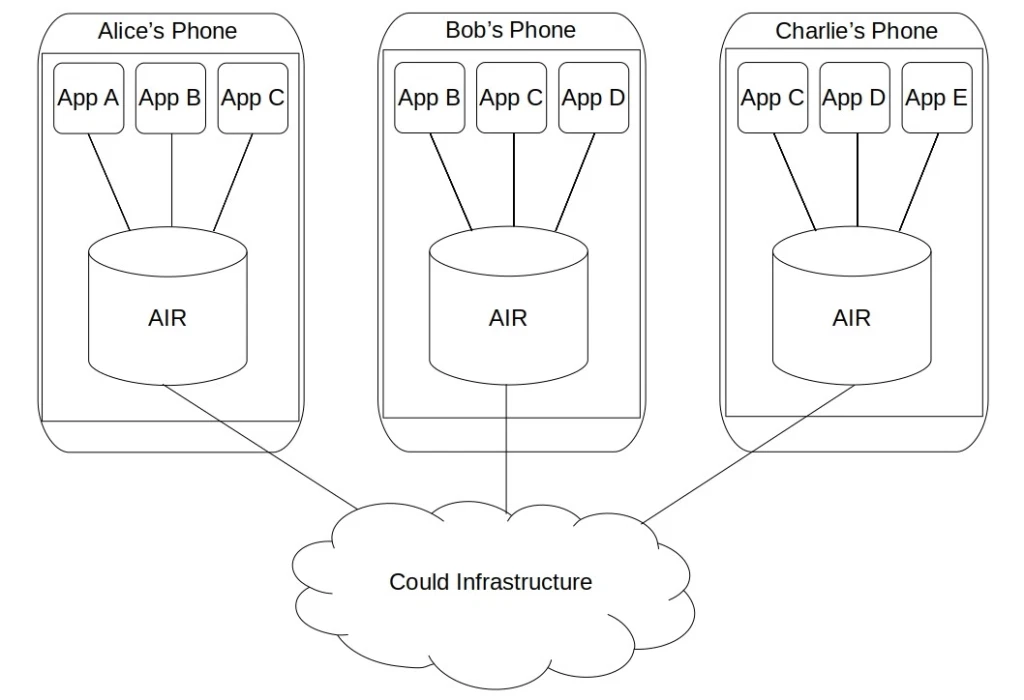 Alice's Phone
Bob's Phone
Charlie's Phone
App A App B App C
App B App C App D
App C App D App E
AIR
AIR
AIR
Could Infrastructure